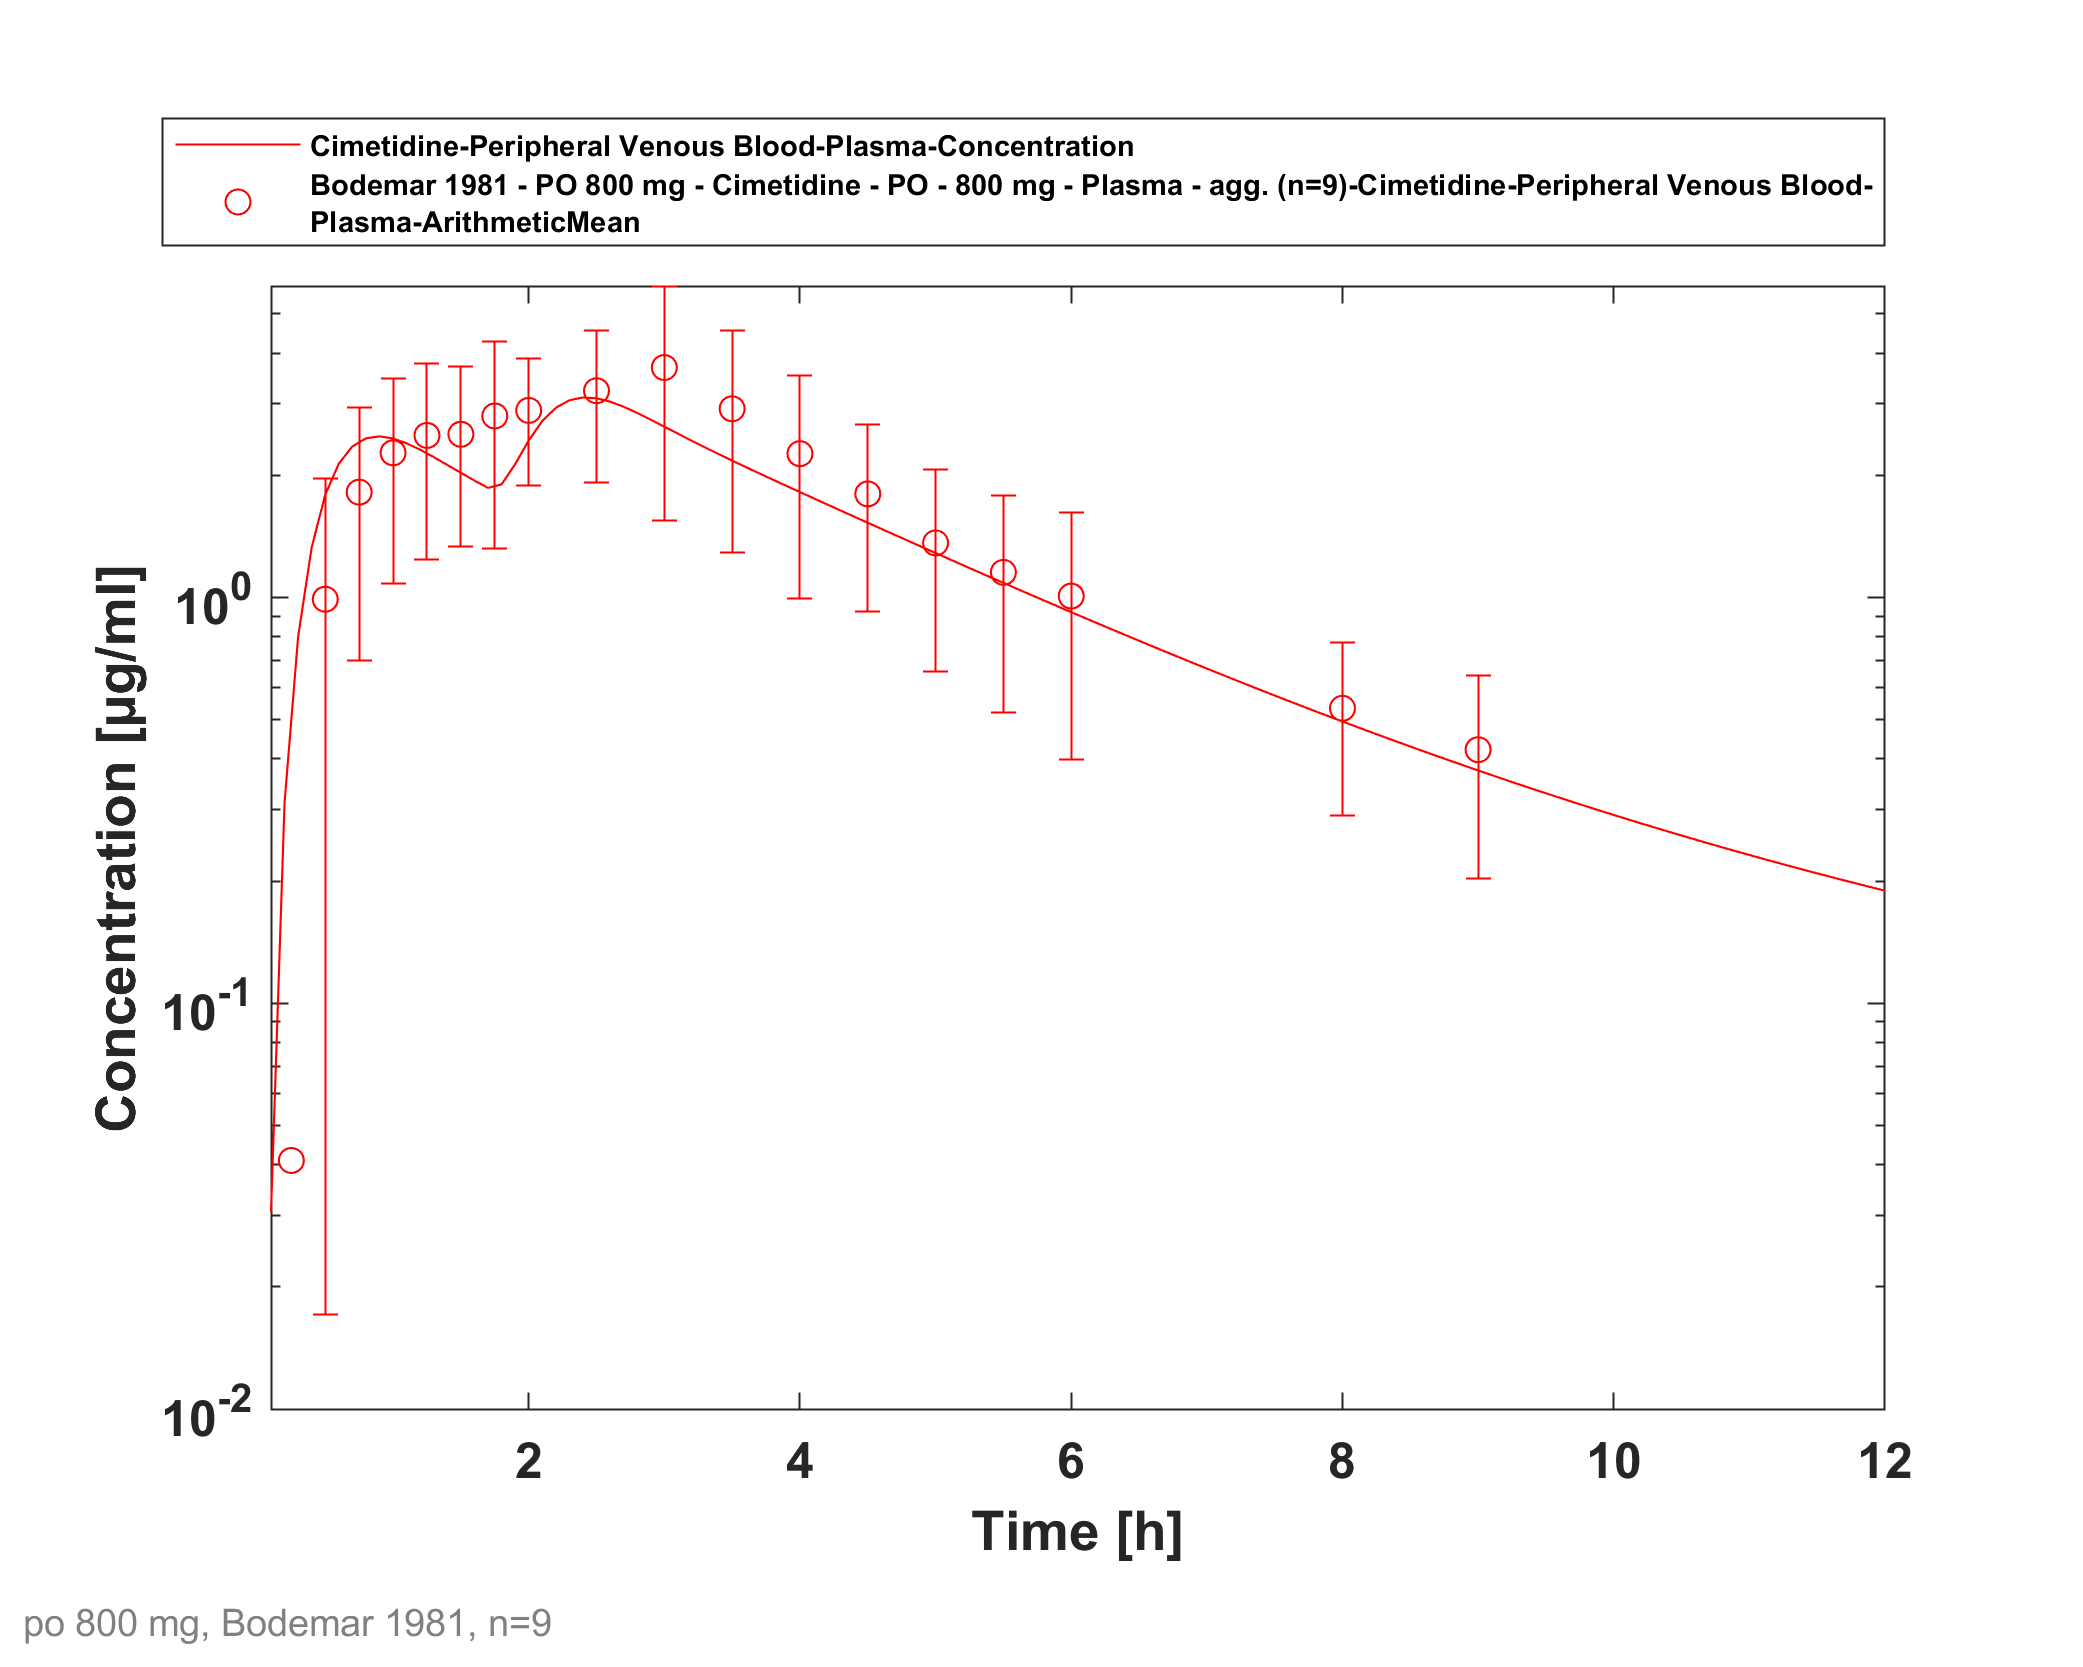 Cimetidine-Peripheral Venous Blood-Plasma-Concentration
Bodemar 1981 - PO 800 mg - Cimetidine - PO - 800 mg - Plasma - agg. (n=9)-Cimetidine-Peripheral Venous Blood-
Plasma-ArithmeticMean
Concentration [µg/ml]
10^0
10^-1
10^-2
2 4 6 8 10 12
Time [h]
po 800 mg, Bodemar 1981, n=9